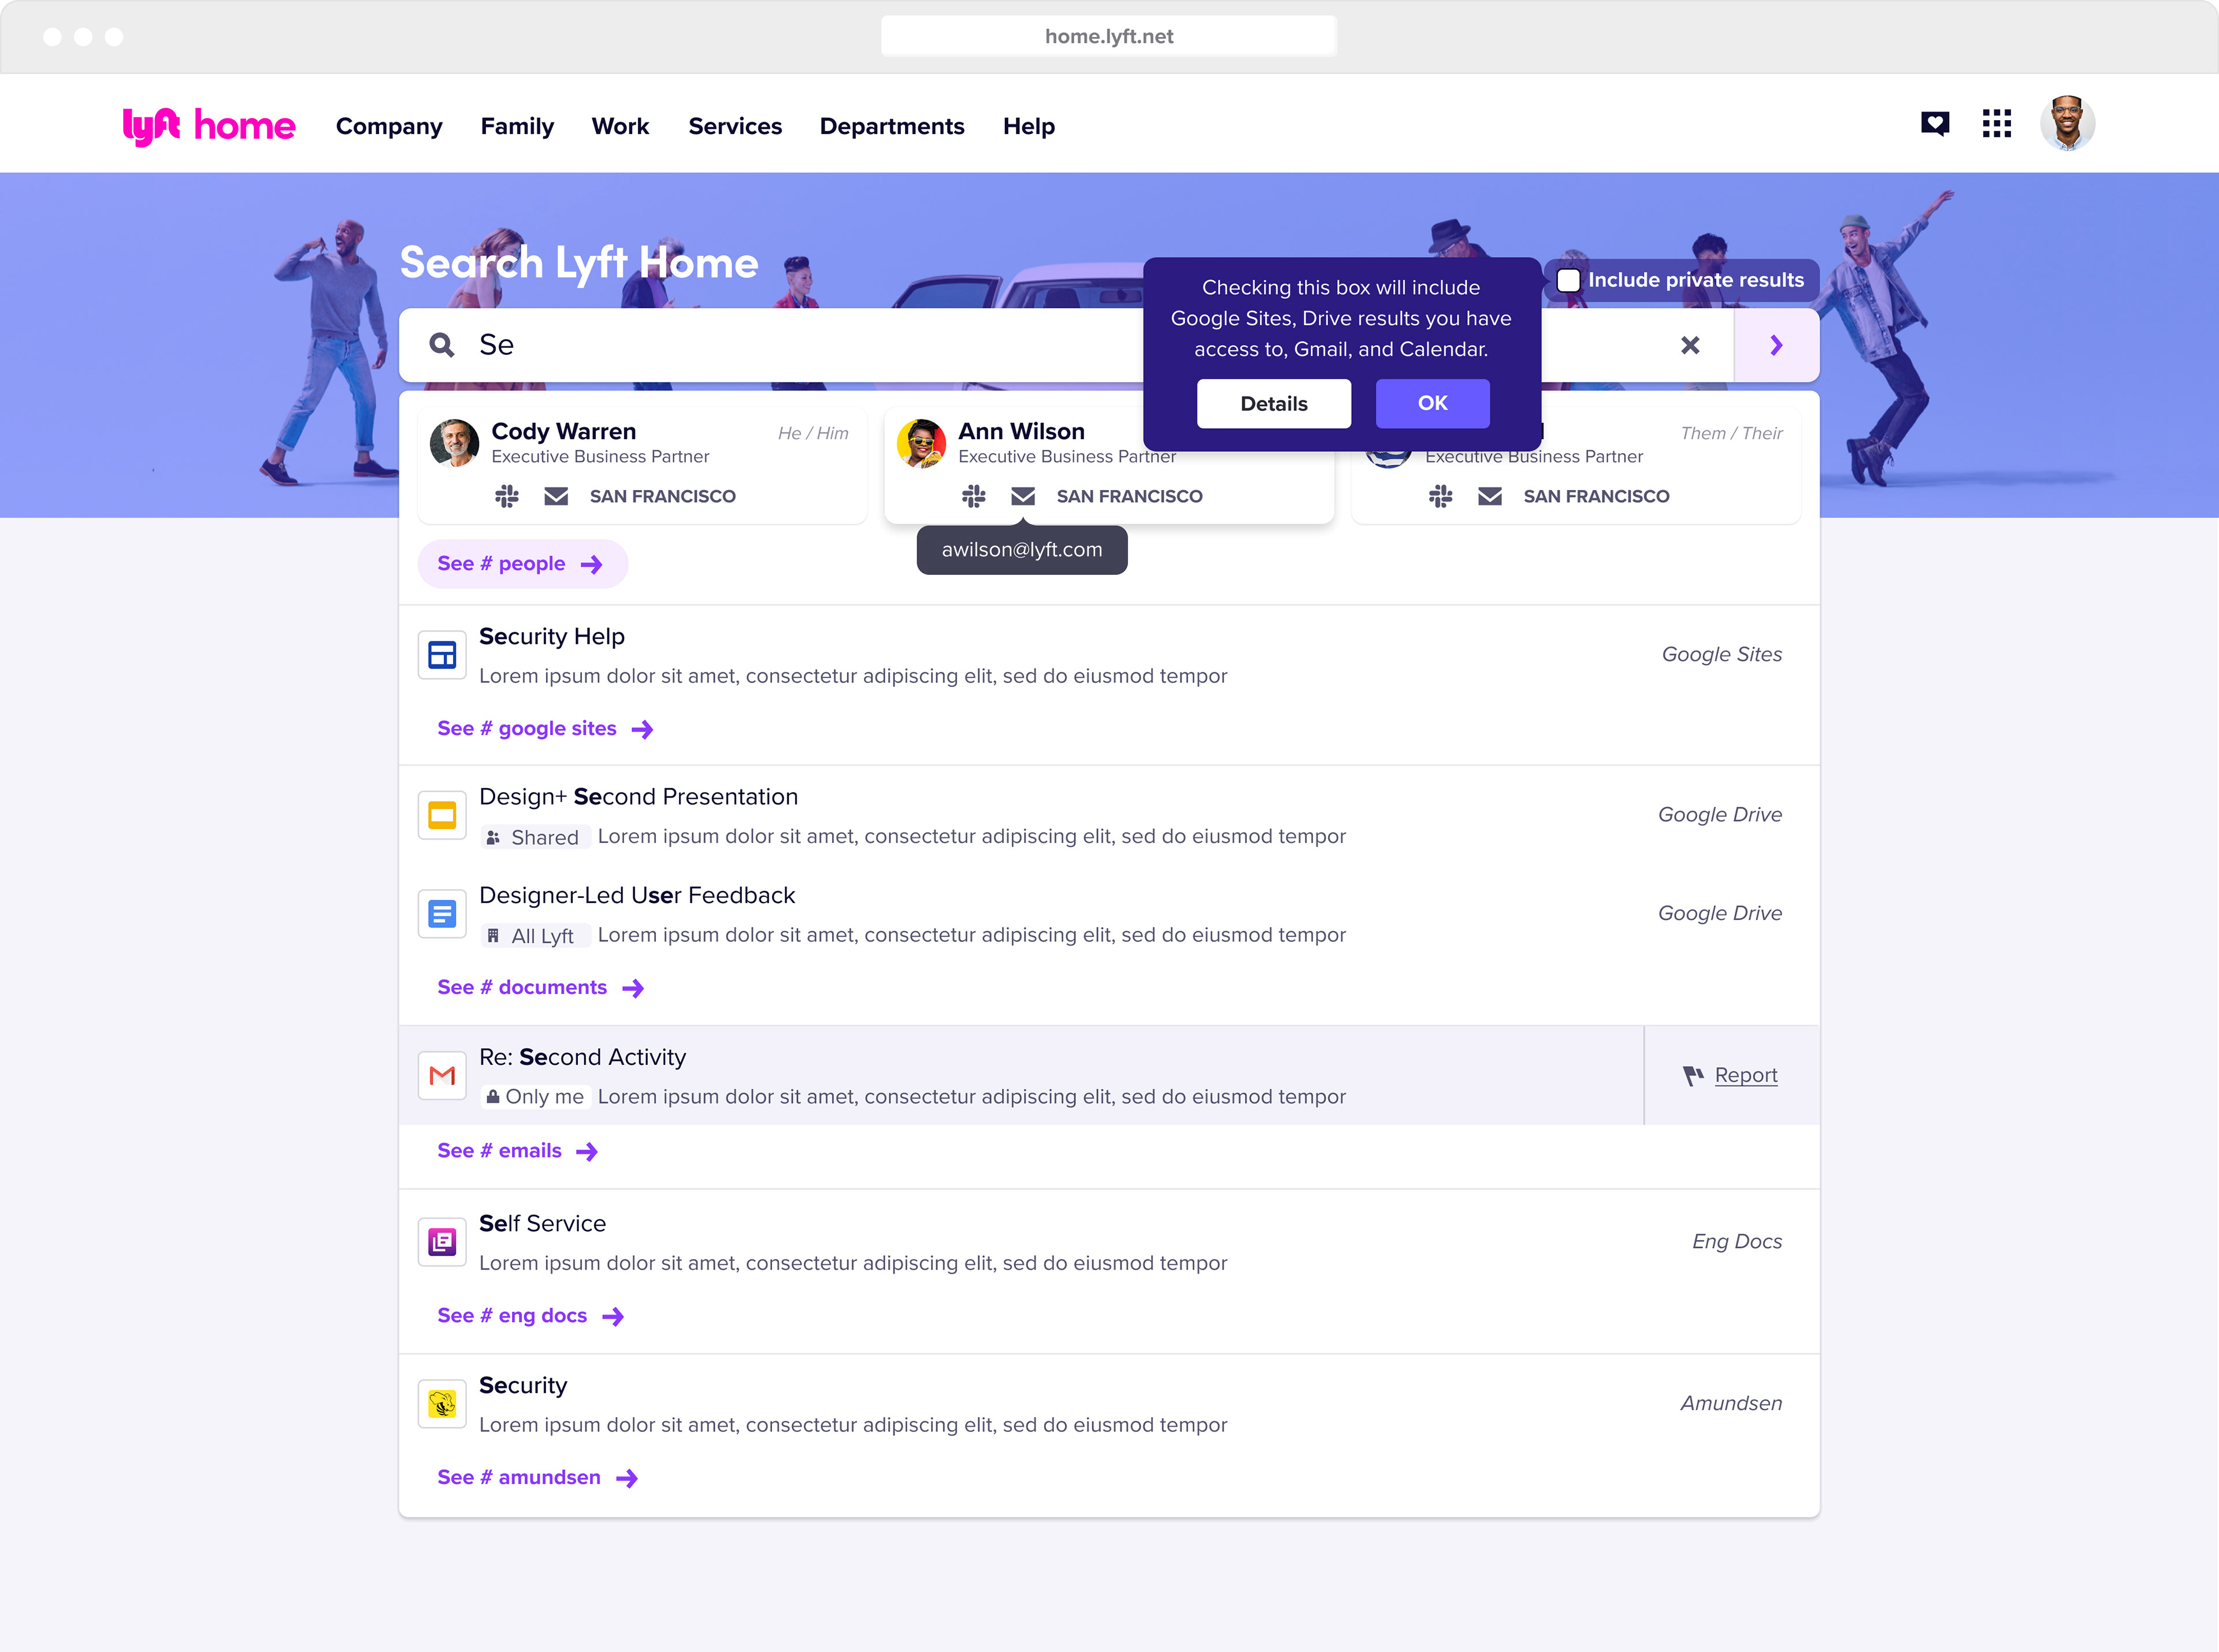 home.lyft.net
lyft home
Company Family Work Services Departments Help
Search Lyft Home
Include private results
Checking this box will include
Google Sites, Drive results you have
access to, Gmail, and Calendar.
Details OK
Se
Cody Warren He / Him
Executive Business Partner
SAN FRANCISCO
Ann Wilson
Executive Business Partner
SAN FRANCISCO
Them / Their
Executive Business Partner
SAN FRANCISCO
awilson@lyft.com
See # people
Security Help
Lorem ipsum dolor sit amet, consectetur adipiscing elit, sed do eiusmod tempor
Google Sites
See # google sites
Design+ Second Presentation
Shared Lorem ipsum dolor sit amet, consectetur adipiscing elit, sed do eiusmod tempor
Google Drive
Designer-Led User Feedback
All Lyft Lorem ipsum dolor sit amet, consectetur adipiscing elit, sed do eiusmod tempor
Google Drive
See # documents
Re: Second Activity
Only me Lorem ipsum dolor sit amet, consectetur adipiscing elit, sed do eiusmod tempor
Report
See # emails
Self Service
Lorem ipsum dolor sit amet, consectetur adipiscing elit, sed do eiusmod tempor
Eng Docs
See # eng docs
Security
Lorem ipsum dolor sit amet, consectetur adipiscing elit, sed do eiusmod tempor
Amundsen
See # amundsen